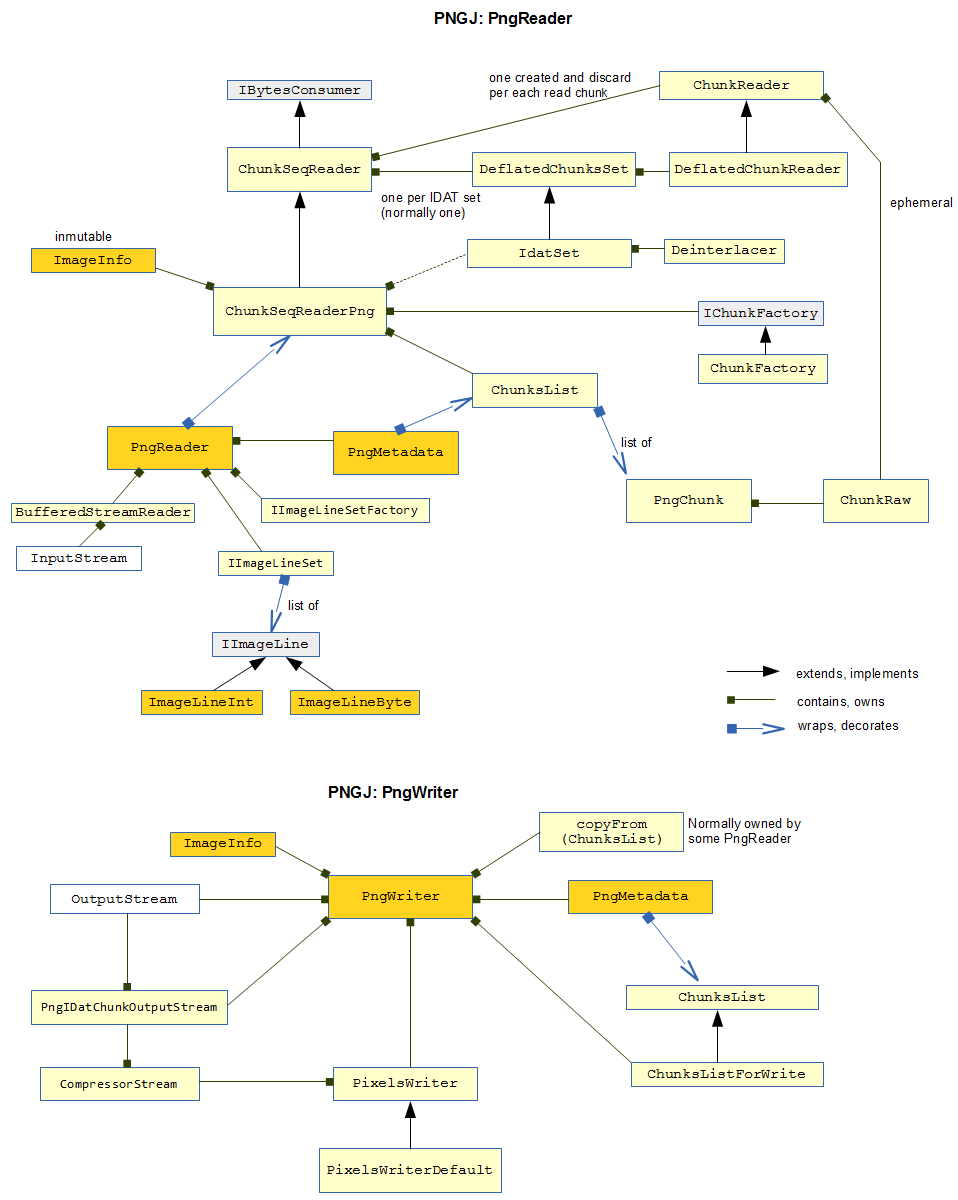 PNGJ: PngReader
one created and discard
per each read chunk
ChunkReader
IBytesConsumer
ChunkSeqReader
DeflatedChunksSet
DeflatedChunkReader
one per IDAT set
(normally one)
ephemeral
inmutable
ImageInfo
IdatSet
Deinterlacer
ChunkSeqReaderPng
IChunkFactory
ChunkFactory
ChunksList
PngReader
PngMetadata
list of
BufferedStreamReader
IImageLineSetFactory
PngChunk
ChunkRaw
InputStream
IImageLineSet
list of
IImageLine
ImageLineInt
ImageLineByte
extends, implements
contains, owns
wraps, decorates
PNGJ: PngWriter
ImageInfo
copyFrom
(ChunksList)
Normally owned by
some PngReader
OutputStream
PngWriter
PngMetadata
PngIDatChunkOutputStream
ChunksList
CompressorStream
PixelsWriter
ChunksListForWrite
PixelsWriterDefault